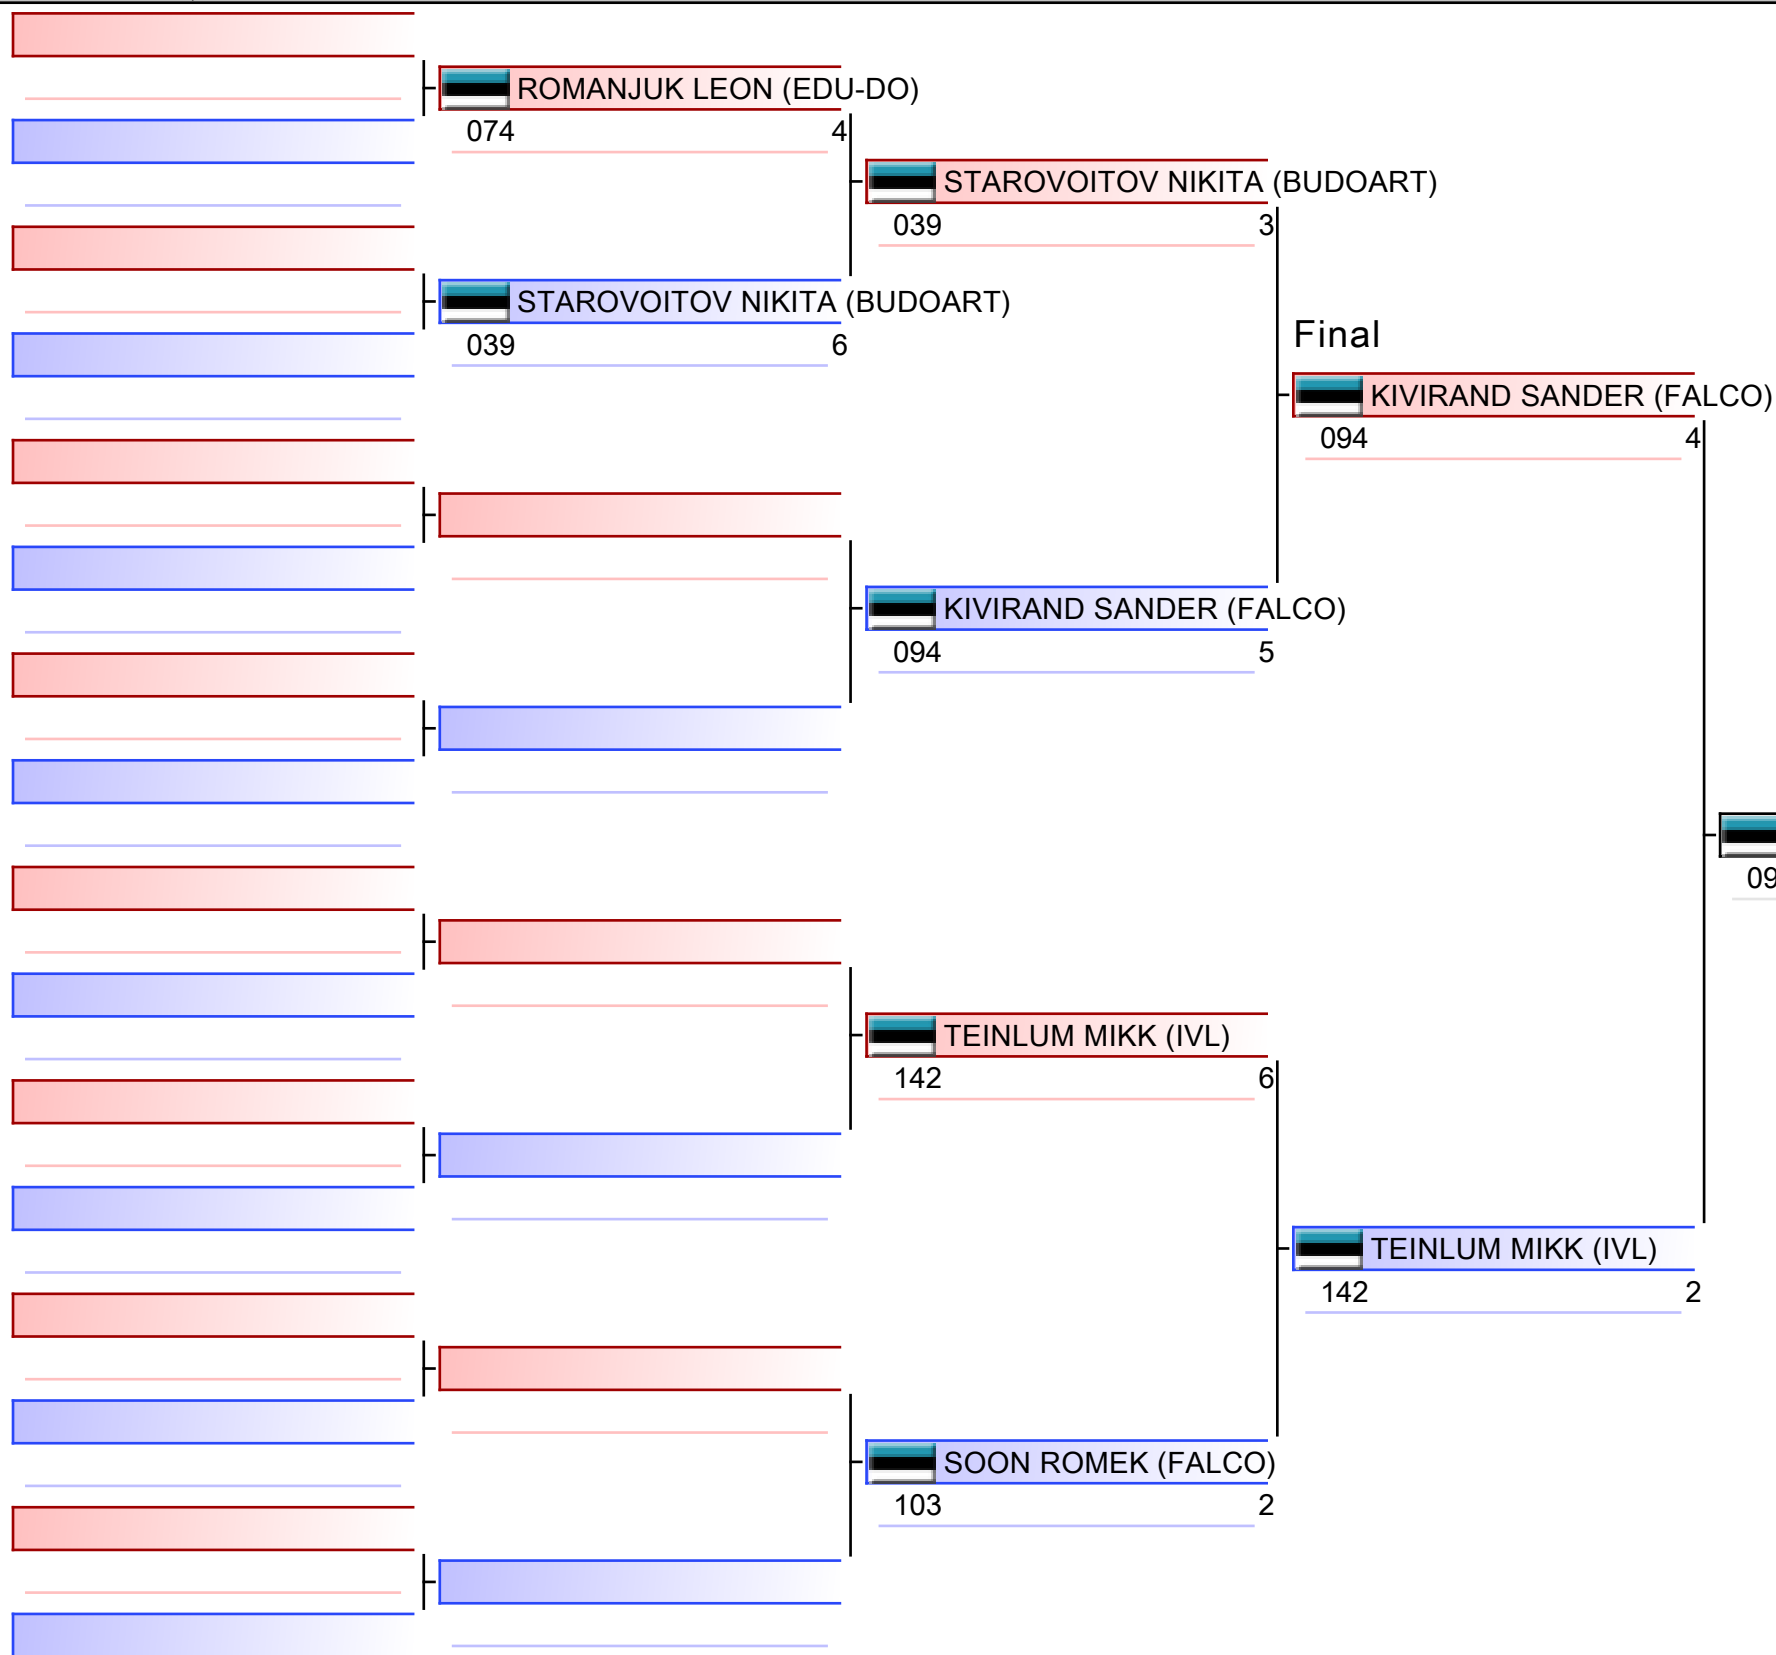 ROMANJUK LEON (EDU-DO)
074 4
STAROVOITOV NIKITA (BUDOART)
039 3
STAROVOITOV NIKITA (BUDOART)
039 6
Final
KIVIRAND SANDER (FALCO)
094 4
KIVIRAND SANDER (FALCO)
094 5
09
TEINLUM MIKK (IVL)
142 6
TEINLUM MIKK (IVL)
142 2
SOON ROMEK (FALCO)
103 2